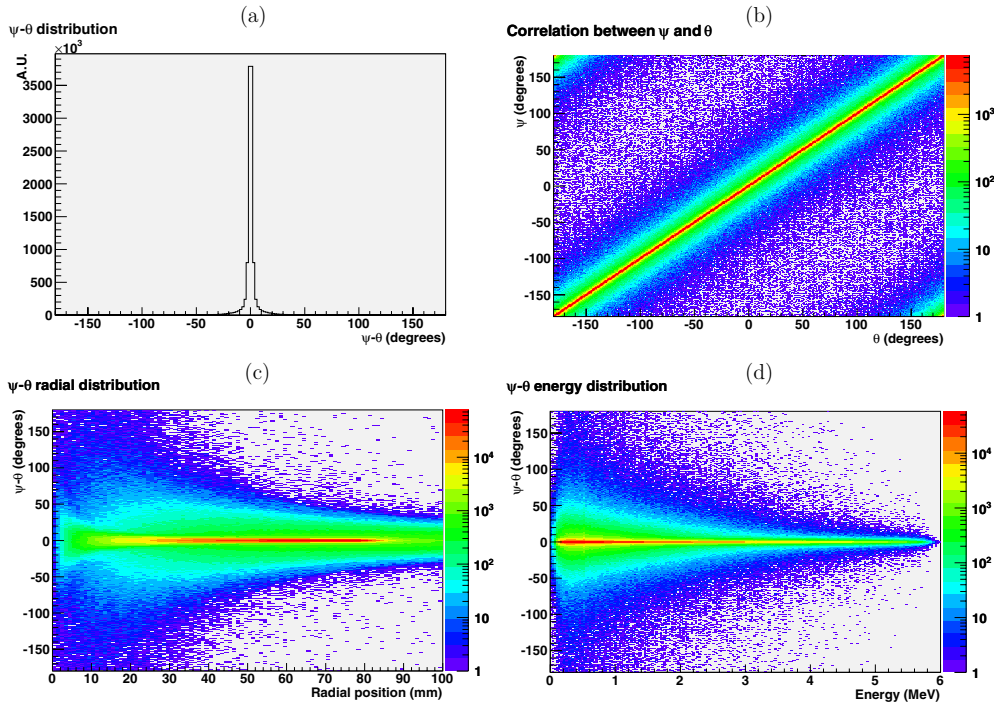 (a)
ψ-θ distribution
×10³
A.U.
3500
3000
2500
2000
1500
1000
500
0
-150 -100 -50 0 50 100 150
ψ-θ (degrees)
(b)
Correlation between ψ and θ
ψ (degrees)
150
100
50
0
-50
-100
-150
-150 -100 -50 0 50 100 150
θ (degrees)
10³
10²
10
1
(c)
ψ-θ radial distribution
ψ-θ (degrees)
150
100
50
0
-50
-100
-150
0 10 20 30 40 50 60 70 80 90 100
Radial position (mm)
10⁴
10³
10²
10
1
(d)
ψ-θ energy distribution
ψ-θ (degrees)
150
100
50
0
-50
-100
-150
0 1 2 3 4 5 6
Energy (MeV)
10⁴
10³
10²
10
1